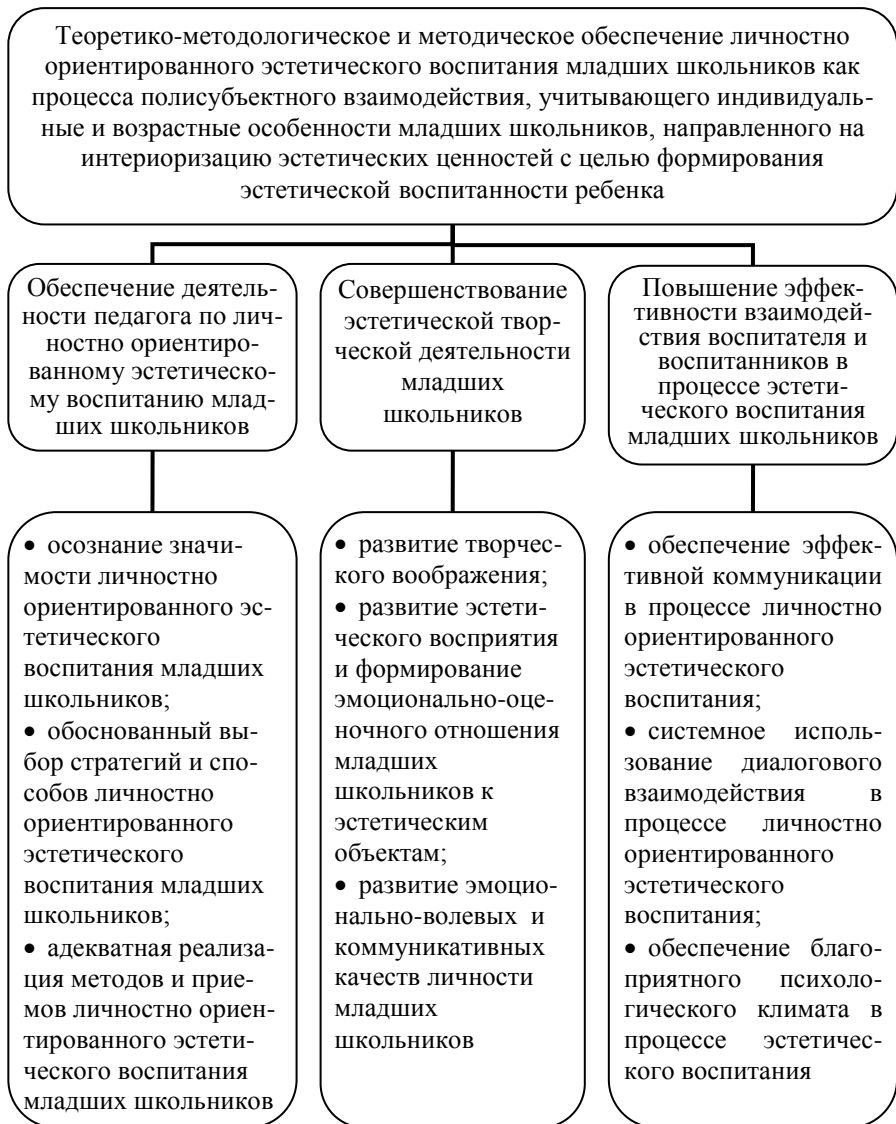 Теоретико-методологическое и методическое обеспечение личностно
ориентированного эстетического воспитания младших школьников как
процесса полисубъектного взаимодействия, учитывающего индивидуаль-
ные и возрастные особенности младших школьников, направленного на
интериоризацию эстетических ценностей с целью формирования
эстетической воспитанности ребенка
Обеспечение деятель-
ности педагога по лич-
ностно ориентиро-
ванному эстетическо-
му воспитанию млад-
ших школьников
Совершенствование
эстетической твор-
ческой деятельности
младших
школьников
Повышение эффек-
тивности взаимодей-
ствия воспитателя и
воспитанников в
процессе эстети-
ческого воспитания
младших школьников
• осознание значи-
мости личностно
ориентированного эс-
тетического
воспитания младших
школьников;
• обоснованный вы-
бор стратегий и спо-
собов личностно
ориентированного
эстетического
воспитания младших
школьников;
• адекватная реализа-
ция методов и прие-
мов личностно ориен-
тированного эстети-
ческого воспитания
младших школьников
• развитие творчес-
кого воображения;
• развитие эстети-
ческого восприятия
и формирование
эмоционально-оце-
ночного отношения
младших
школьников к
эстетическим
объектам;
• развитие эмоцио-
нально-волевых и
коммуникативных
качеств личности
младших
школьников
• обеспечение эффек-
тивной коммуникации
в процессе личностно
ориентированного
эстетического
воспитания;
• системное исполь-
зование диалогового
взаимодействия в
процессе личностно
ориентированного
эстетического
воспитания;
• обеспечение благо-
приятного психоло-
гического климата в
процессе эстетичес-
кого воспитания